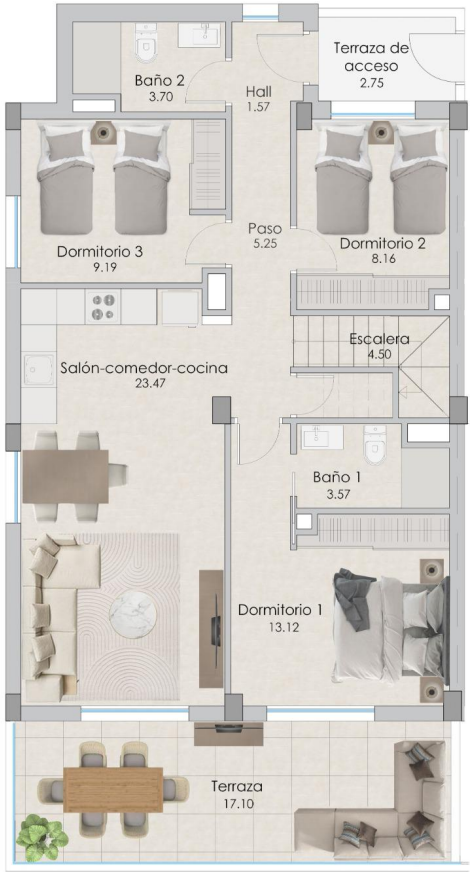 Terraza de
acceso
2.75
Baño 2
3.70
Hall
1.57
Paso
5.25
Dormitorio 3
9.19
Dormitorio 2
8.16
Escalera
4.50
Salón-comedor-cocina
23.47
Baño 1
3.57
Dormitorio 1
13.12
Terraza
17.10